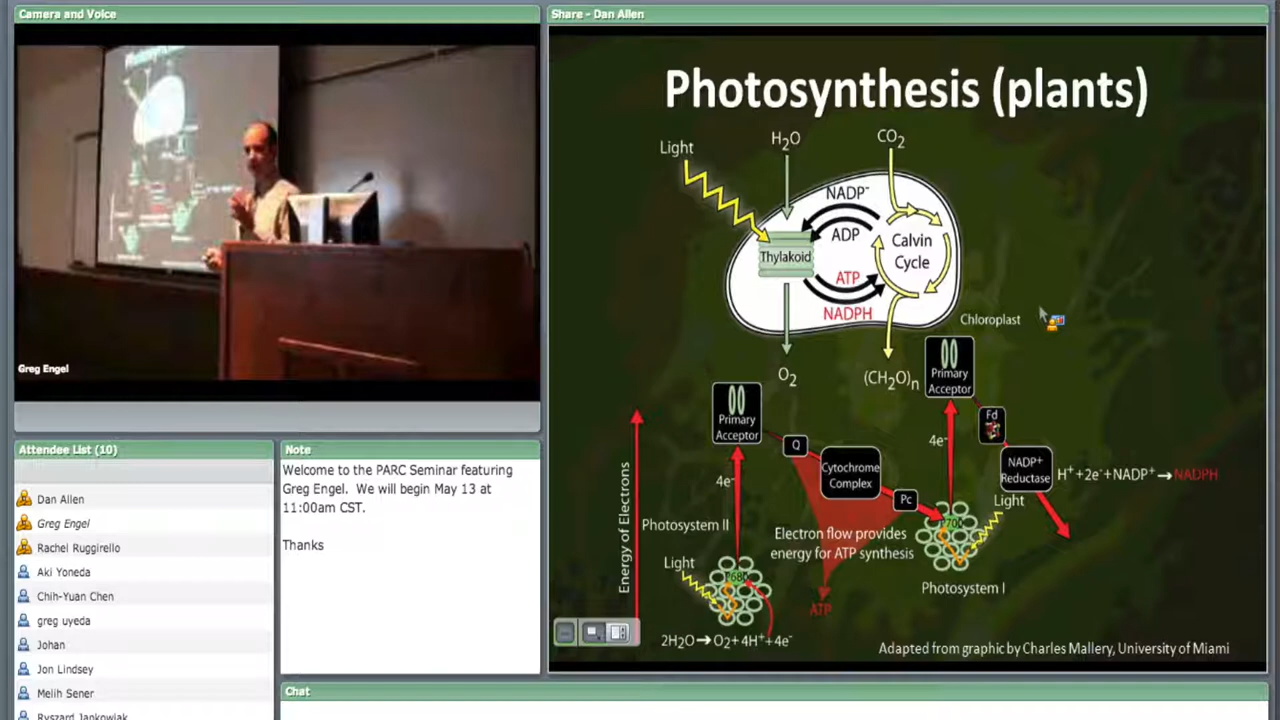 Camera and Voice
Greg Engel
Attendee List (10)
Dan Allen
Greg Engel
Rachel Ruggirello
Aki Yoneda
Chih-Yuan Chen
greg uyeda
Johan
Jon Lindsey
Melih Sener
Ryszard Jankowiak
Note
Welcome to the PARC Seminar featuring
Greg Engel. We will begin May 13 at
11:00am CST.
Thanks
Chat
Share - Dan Allen
Photosynthesis (plants)
Light
H₂O
CO₂
NADP⁻
ADP
Thylakoid
Calvin
Cycle
ATP
NADPH
Chloroplast
O₂
(CH₂O)n
Primary
Acceptor
Primary
Acceptor
Energy of Electrons
4e⁻
Q
Cytochrome
Complex
Pc
4e⁻
Fd
NADP⁺
Reductase
H⁺+2e⁻+NADP⁺→NADPH
Light
P700
Photosystem II
Electron flow provides
energy for ATP synthesis
Light
P680
Photosystem I
ATP
2H₂O→O₂+4H⁺+4e⁻
Adapted from graphic by Charles Mallery, University of Miami